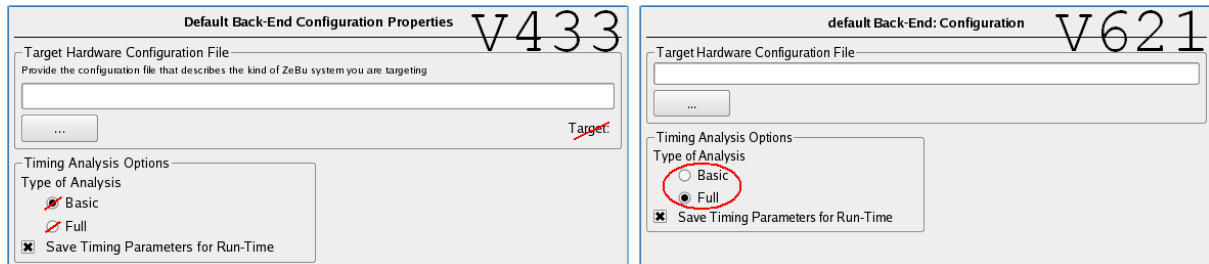 Default Back-End Configuration Properties
V433
Target Hardware Configuration File
Provide the configuration file that describes the kind of ZeBu system you are targeting
...
Target:
Timing Analysis Options
Type of Analysis
Basic
Full
Save Timing Parameters for Run-Time
default Back-End: Configuration
V621
Target Hardware Configuration File
...
Timing Analysis Options
Type of Analysis
Basic
Full
Save Timing Parameters for Run-Time